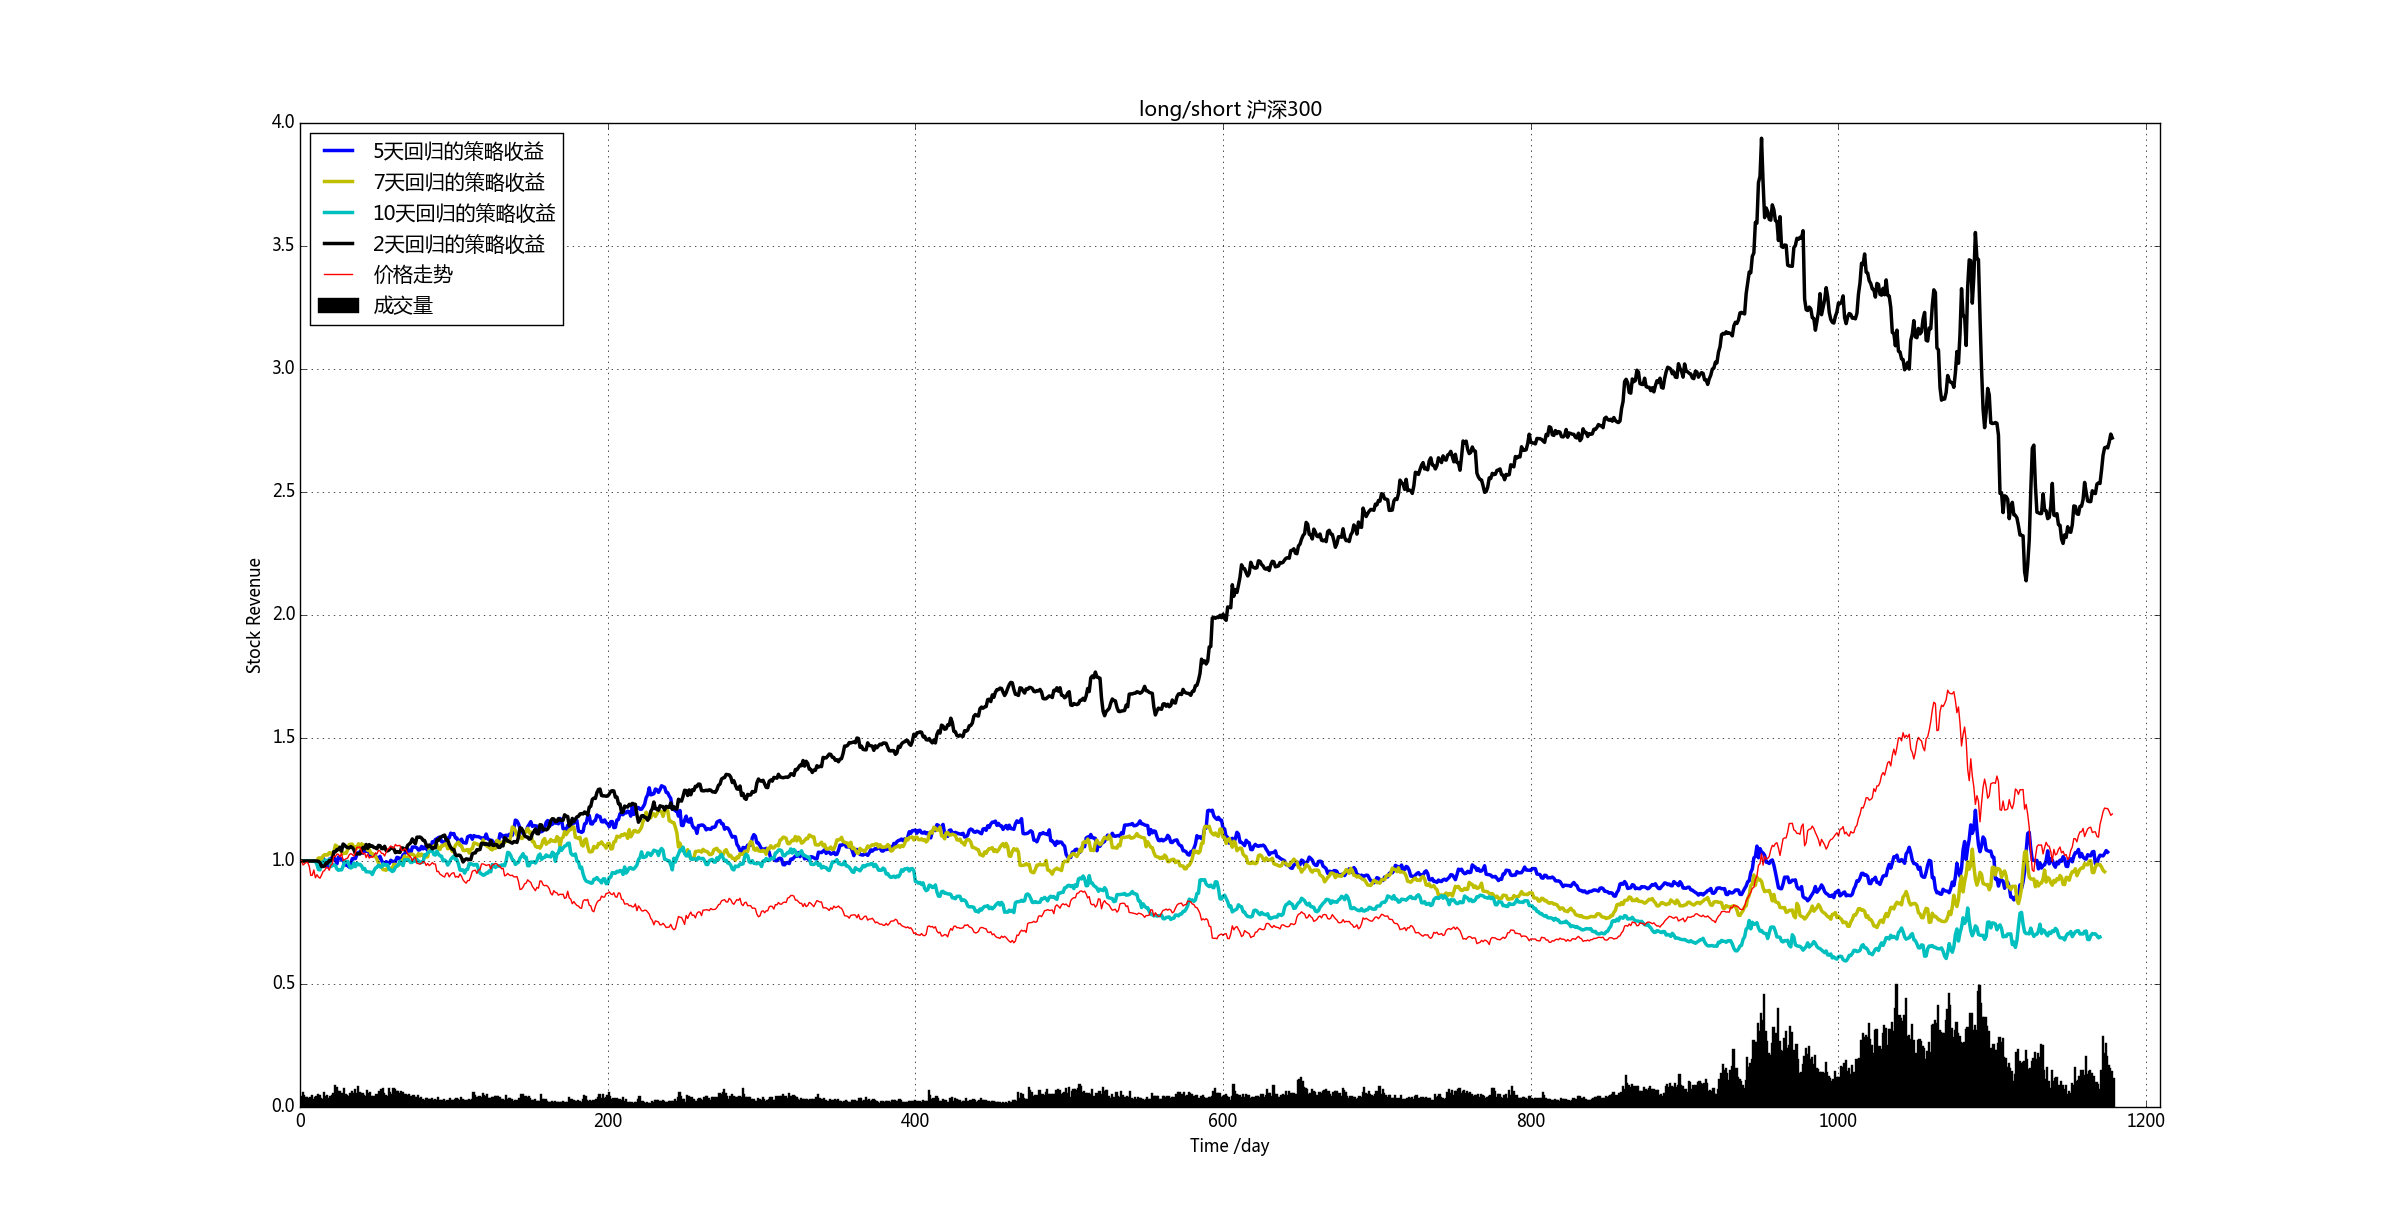 long/short 沪深300
4.0
3.5
3.0
2.5
2.0
1.5
1.0
0.5
0.0
Stock Revenue
5天回归的策略收益
7天回归的策略收益
10天回归的策略收益
2天回归的策略收益
价格走势
成交量
0 200 400 600 800 1000 1200
Time /day